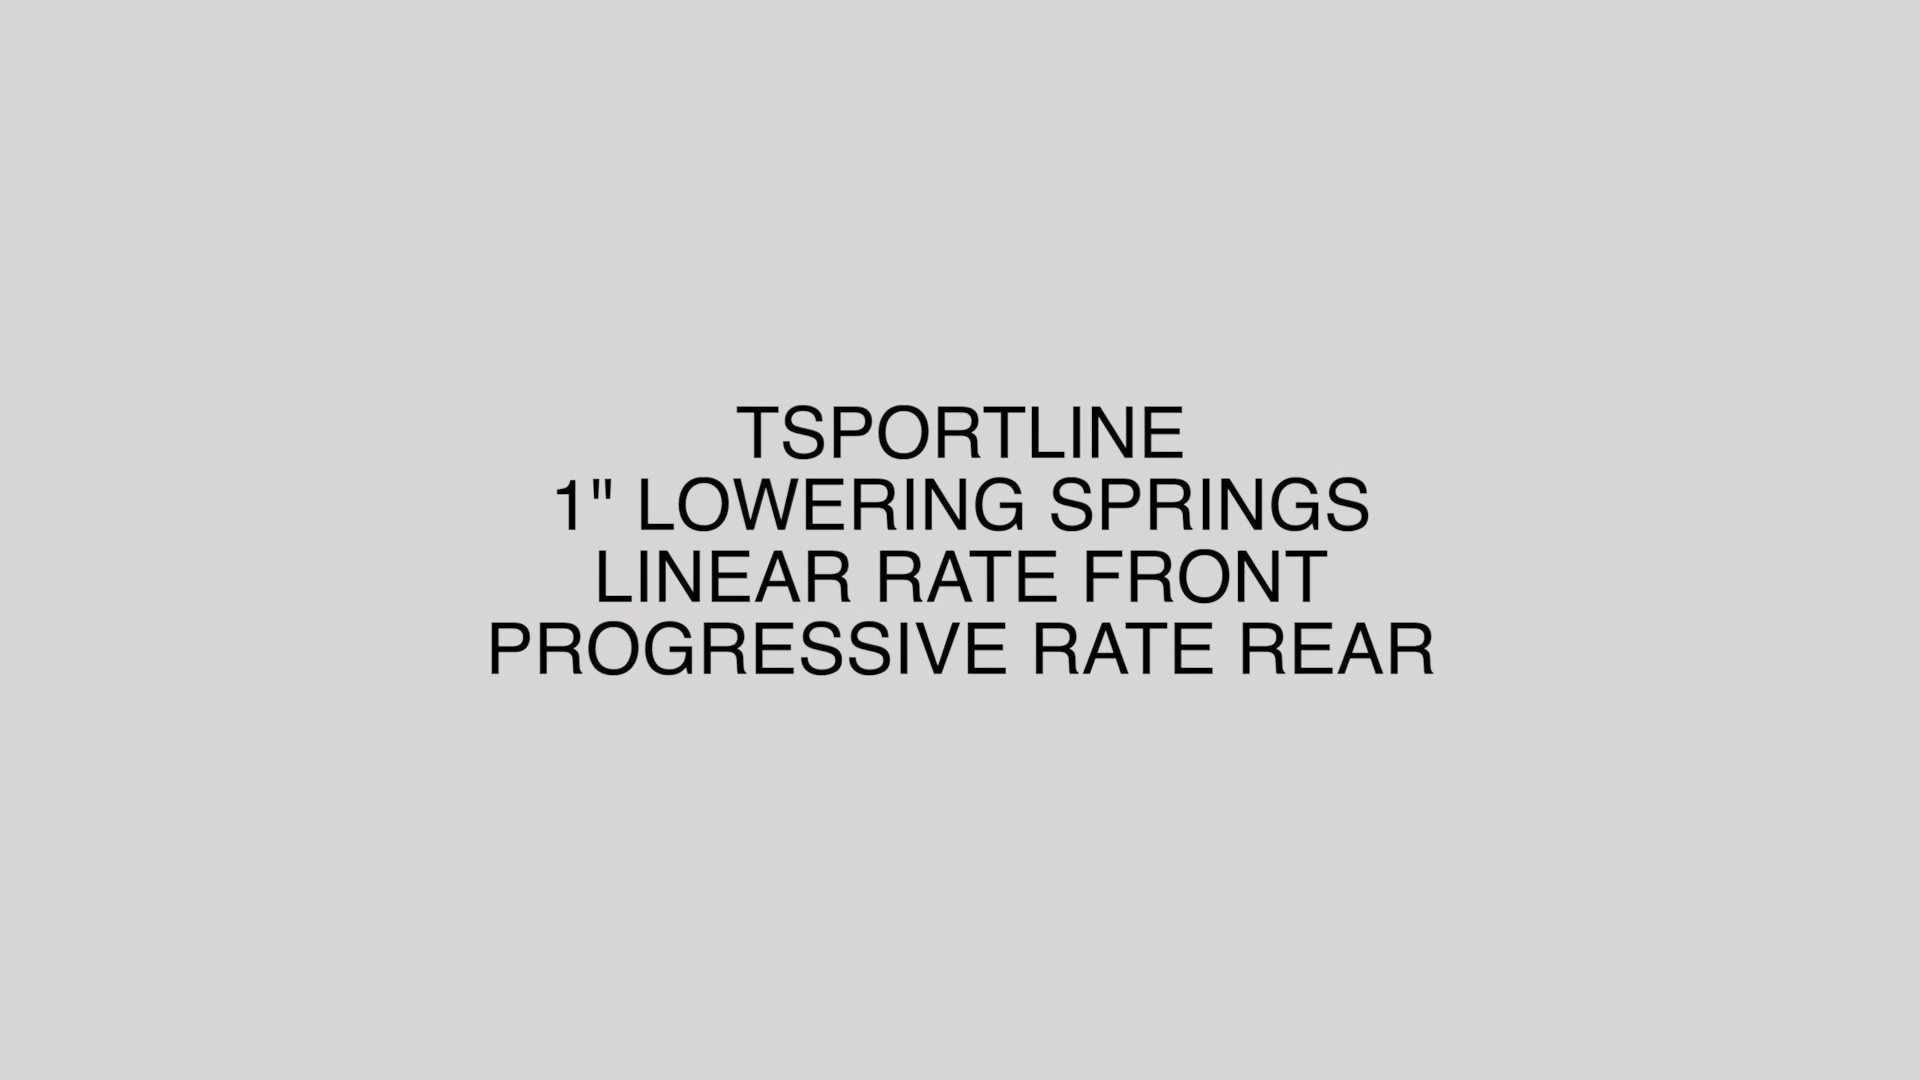 TSPORTLINE
1" LOWERING SPRINGS
LINEAR RATE FRONT
PROGRESSIVE RATE REAR